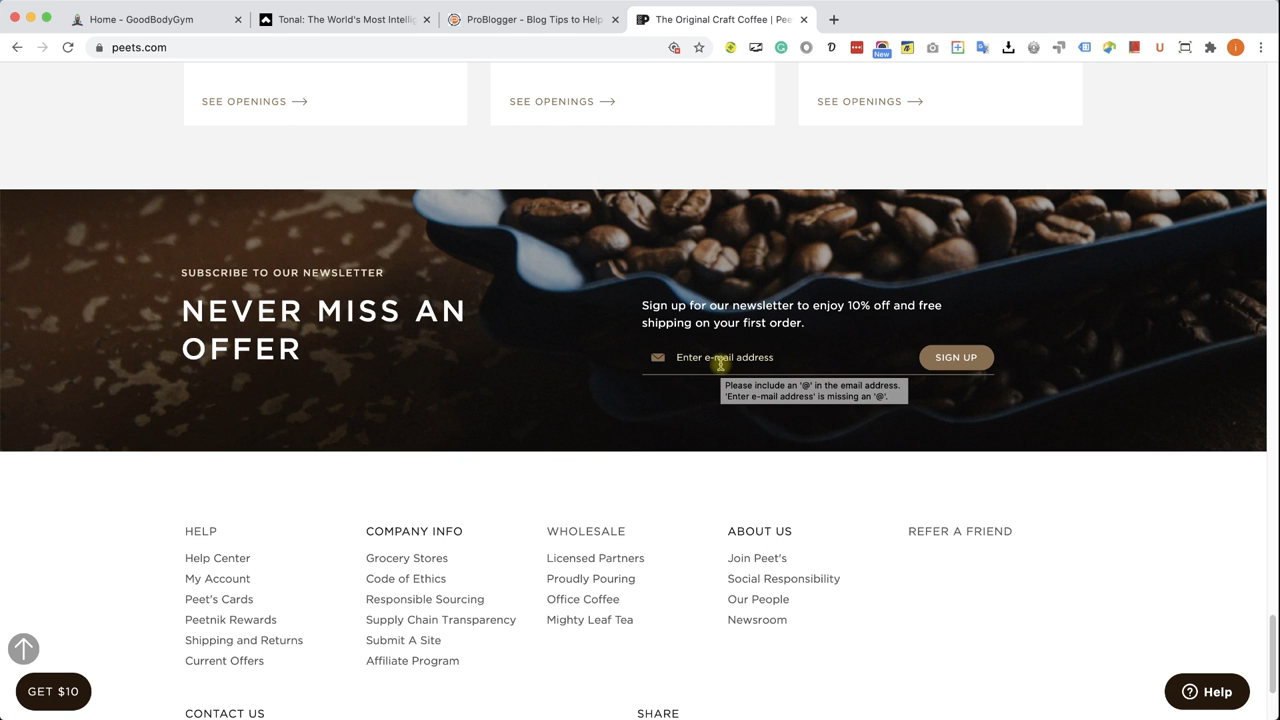 Home - GoodBodyGym
Tonal: The World's Most Intellig
ProBlogger - Blog Tips to Help
The Original Craft Coffee | Pee
peets.com
New
SEE OPENINGS
SEE OPENINGS
SEE OPENINGS
SUBSCRIBE TO OUR NEWSLETTER
NEVER MISS AN
OFFER
Sign up for our newsletter to enjoy 10% off and free
shipping on your first order.
Enter e-mail address
SIGN UP
Please include an '@' in the email address.
'Enter e-mail address' is missing an '@'.
HELP
Help Center
My Account
Peet's Cards
Peetnik Rewards
Shipping and Returns
Current Offers
COMPANY INFO
Grocery Stores
Code of Ethics
Responsible Sourcing
Supply Chain Transparency
Submit A Site
Affiliate Program
WHOLESALE
Licensed Partners
Proudly Pouring
Office Coffee
Mighty Leaf Tea
ABOUT US
Join Peet's
Social Responsibility
Our People
Newsroom
REFER A FRIEND
GET $10
Help
CONTACT US
SHARE